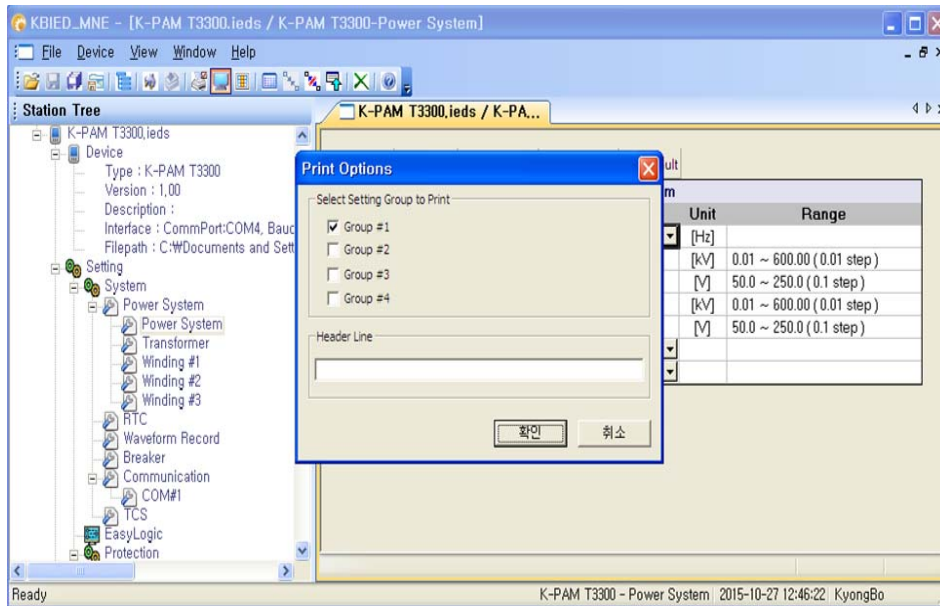 KBIED_MNE - [K-PAM T3300.ieds / K-PAM T3300-Power System]
File Device View Window Help
Station Tree
K-PAM T3300.ieds / K-PA...
K-PAM T3300.ieds
Device
Type : K-PAM T3300
Version : 1.00
Description :
Interface : CommPort:COM4, Baud
Filepath : C:₩Documents and Sett
Setting
System
Power System
Power System
Transformer
Winding #1
Winding #2
Winding #3
RTC
Waveform Record
Breaker
Communication
COM#1
TCS
EasyLogic
Protection
Print Options
Select Setting Group to Print
Group #1
Group #2
Group #3
Group #4
Header Line
확인 취소
ult
m
Unit Range
[Hz]
[kV] 0.01 ~ 600.00 ( 0.01 step )
[V] 50.0 ~ 250.0 ( 0.1 step )
[kV] 0.01 ~ 600.00 ( 0.01 step )
[V] 50.0 ~ 250.0 ( 0.1 step )
Ready K-PAM T3300 - Power System 2015-10-27 12:46:22 KyongBo